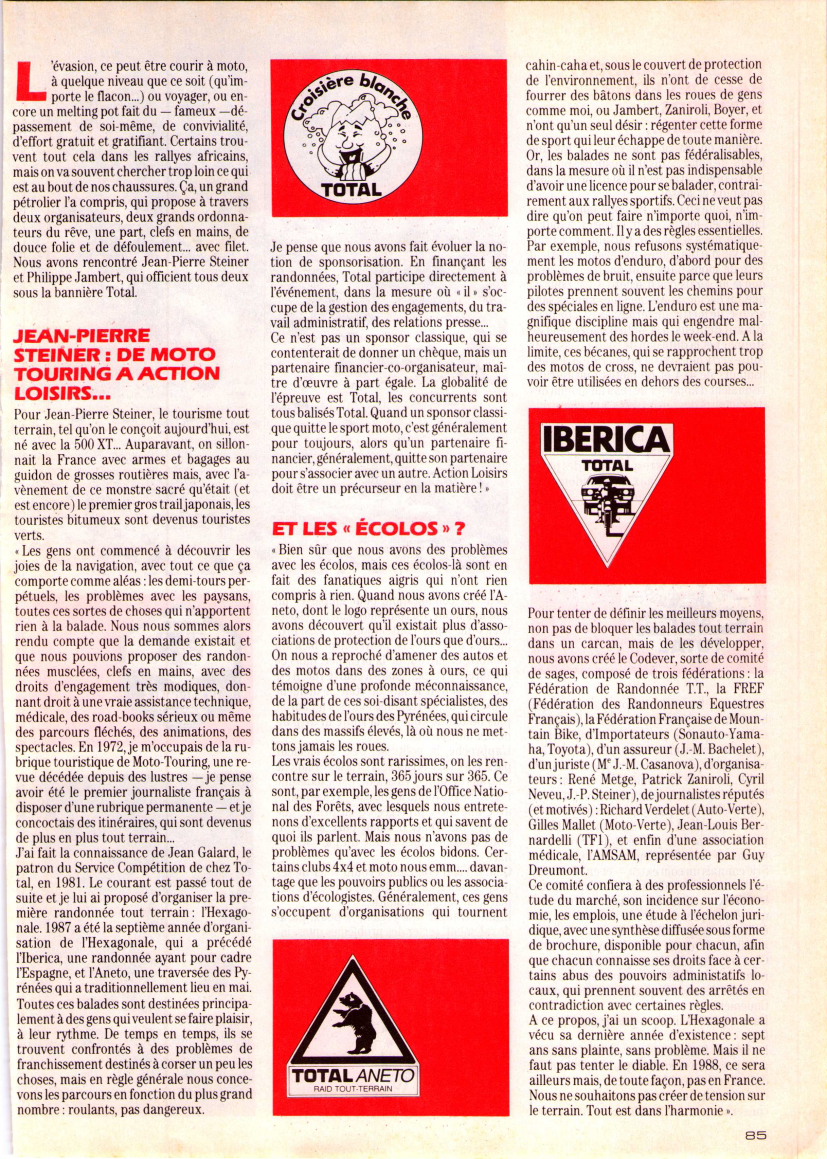 L'évasion, ce peut être courir à moto,
à quelque niveau que ce soit (qu'im-
porte le flacon...) ou voyager, ou en-
core un melting pot fait du — fameux —dé-
passement de soi-même, de convivialité,
d'effort gratuit et gratifiant. Certains trou-
vent tout cela dans les rallyes africains,
mais on va souvent chercher trop loin ce qui
est au bout de nos chaussures. Ça, un grand
pétrolier l'a compris, qui propose à travers
deux organisateurs, deux grands ordonna-
teurs du rêve, une part, clefs en mains, de
douce folie et de défoulement... avec filet.
Nous avons rencontré Jean-Pierre Steiner
et Philippe Jambert, qui officient tous deux
sous la bannière Total.
JEAN-PIERRE
STEINER : DE MOTO
TOURING A ACTION
LOISIRS...
Pour Jean-Pierre Steiner, le tourisme tout
terrain, tel qu'on le conçoit aujourd'hui, est
né avec la 500 XT... Auparavant, on sillon-
nait la France avec armes et bagages au
guidon de grosses routières mais, avec l'a-
vènement de ce monstre sacré qu'était (et
est encore) le premier gros trail japonais, les
touristes bitumeux sont devenus touristes
verts.
« Les gens ont commencé à découvrir les
joies de la navigation, avec tout ce que ça
comporte comme aléas : les demi-tours per-
pétuels, les problèmes avec les paysans,
toutes ces sortes de choses qui n'apportent
rien à la balade. Nous nous sommes alors
rendu compte que la demande existait et
que nous pouvions proposer des randon-
nées musclées, clefs en mains, avec des
droits d'engagement très modiques, don-
nant droit à une vraie assistance technique,
médicale, des road-books sérieux ou même
des parcours fléchés, des animations, des
spectacles. En 1972, je m'occupais de la ru-
brique touristique de Moto-Touring, une re-
vue décédée depuis des lustres — je pense
avoir été le premier journaliste français à
disposer d'une rubrique permanente — et je
concoctais des itinéraires, qui sont devenus
de plus en plus tout terrain...
J'ai fait la connaissance de Jean Galard, le
patron du Service Compétition de chez To-
tal, en 1981. Le courant est passé tout de
suite et je lui ai proposé d'organiser la pre-
mière randonnée tout terrain : l'Hexago-
nale. 1987 a été la septième année d'organi-
sation de l'Hexagonale, qui a précédé
l'Iberica, une randonnée ayant pour cadre
l'Espagne, et l'Aneto, une traversée des Py-
rénées qui a traditionnellement lieu en mai.
Toutes ces balades sont destinées principa-
lement à des gens qui veulent se faire plaisir,
à leur rythme. De temps en temps, ils se
trouvent confrontés à des problèmes de
franchissement destinés à corser un peu les
choses, mais en règle générale nous conce-
vons les parcours en fonction du plus grand
nombre : roulants, pas dangereux.
Croisière blanche
TOTAL
Je pense que nous avons fait évoluer la no-
tion de sponsorisation. En finançant les
randonnées, Total participe directement à
l'événement, dans la mesure où « il » s'oc-
cupe de la gestion des engagements, du tra-
vail administratif, des relations presse...
Ce n'est pas un sponsor classique, qui se
contenterait de donner un chèque, mais un
partenaire financier-co-organisateur, maî-
tre d'œuvre à part égale. La globalité de
l'épreuve est Total, les concurrents sont
tous balisés Total. Quand un sponsor classi-
que quitte le sport moto, c'est généralement
pour toujours, alors qu'un partenaire fi-
nancier, généralement, quitte son partenaire
pour s'associer avec un autre. Action Loisirs
doit être un précurseur en la matière ! »
ET LES « ÉCOLOS » ?
« Bien sûr que nous avons des problèmes
avec les écolos, mais ces écolos-là sont en
fait des fanatiques aigris qui n'ont rien
compris à rien. Quand nous avons créé l'A-
neto, dont le logo représente un ours, nous
avons découvert qu'il existait plus d'asso-
ciations de protection de l'ours que d'ours...
On nous a reproché d'amener des autos et
des motos dans des zones à ours, ce qui
témoigne d'une profonde méconnaissance,
de la part de ces soi-disant spécialistes, des
habitudes de l'ours des Pyrénées, qui circule
dans des massifs élevés, là où nous ne met-
tons jamais les roues.
Les vrais écolos sont rarissimes, on les ren-
contre sur le terrain, 365 jours sur 365. Ce
sont, par exemple, les gens de l'Office Natio-
nal des Forêts, avec lesquels nous entrete-
nons d'excellents rapports et qui savent de
quoi ils parlent. Mais nous n'avons pas de
problèmes qu'avec les écolos bidons. Cer-
tains clubs 4x4 et moto nous emm.... davan-
tage que les pouvoirs publics ou les associa-
tions d'écologistes. Généralement, ces gens
s'occupent d'organisations qui tournent
TOTAL ANETO
RAID TOUT-TERRAIN
cahin-caha et, sous le couvert de protection
de l'environnement, ils n'ont de cesse de
fourrer des bâtons dans les roues de gens
comme moi, ou Jambert, Zaniroli, Boyer, et
n'ont qu'un seul désir : régenter cette forme
de sport qui leur échappe de toute manière.
Or, les balades ne sont pas fédéralisables,
dans la mesure où il n'est pas indispensable
d'avoir une licence pour se balader, contrai-
rement aux rallyes sportifs. Ceci ne veut pas
dire qu'on peut faire n'importe quoi, n'im-
porte comment. Il y a des règles essentielles.
Par exemple, nous refusons systématique-
ment les motos d'enduro, d'abord pour des
problèmes de bruit, ensuite parce que leurs
pilotes prennent souvent les chemins pour
des spéciales en ligne. L'enduro est une ma-
gnifique discipline mais qui engendre mal-
heureusement des hordes le week-end. A la
limite, ces bécanes, qui se rapprochent trop
des motos de cross, ne devraient pas pou-
voir être utilisées en dehors des courses...
IBERICA
TOTAL
Pour tenter de définir les meilleurs moyens,
non pas de bloquer les balades tout terrain
dans un carcan, mais de les développer,
nous avons créé le Codever, sorte de comité
de sages, composé de trois fédérations : la
Fédération de Randonnée T.T., la FREF
(Fédération des Randonneurs Equestres
Français), la Fédération Française de Moun-
tain Bike, d'Importateurs (Sonauto-Yama-
ha, Toyota), d'un assureur (J.-M. Bachelet),
d'un juriste (Me J.-M. Casanova), d'organisa-
teurs : René Metge, Patrick Zaniroli, Cyril
Neveu, J.-P. Steiner), de journalistes réputés
(et motivés) : Richard Verdelet (Auto-Verte),
Gilles Mallet (Moto-Verte), Jean-Louis Ber-
nardelli (TF1), et enfin d'une association
médicale, l'AMSAM, représentée par Guy
Dreumont.
Ce comité confiera à des professionnels l'é-
tude du marché, son incidence sur l'écono-
mie, les emplois, une étude à l'échelon juri-
dique, avec une synthèse diffusée sous forme
de brochure, disponible pour chacun, afin
que chacun connaisse ses droits face à cer-
tains abus des pouvoirs administatifs lo-
caux, qui prennent souvent des arrêtés en
contradiction avec certaines règles.
A ce propos, j'ai un scoop. L'Hexagonale a
vécu sa dernière année d'existence : sept
ans sans plainte, sans problème. Mais il ne
faut pas tenter le diable. En 1988, ce sera
ailleurs mais, de toute façon, pas en France.
Nous ne souhaitons pas créer de tension sur
le terrain. Tout est dans l'harmonie ».
85